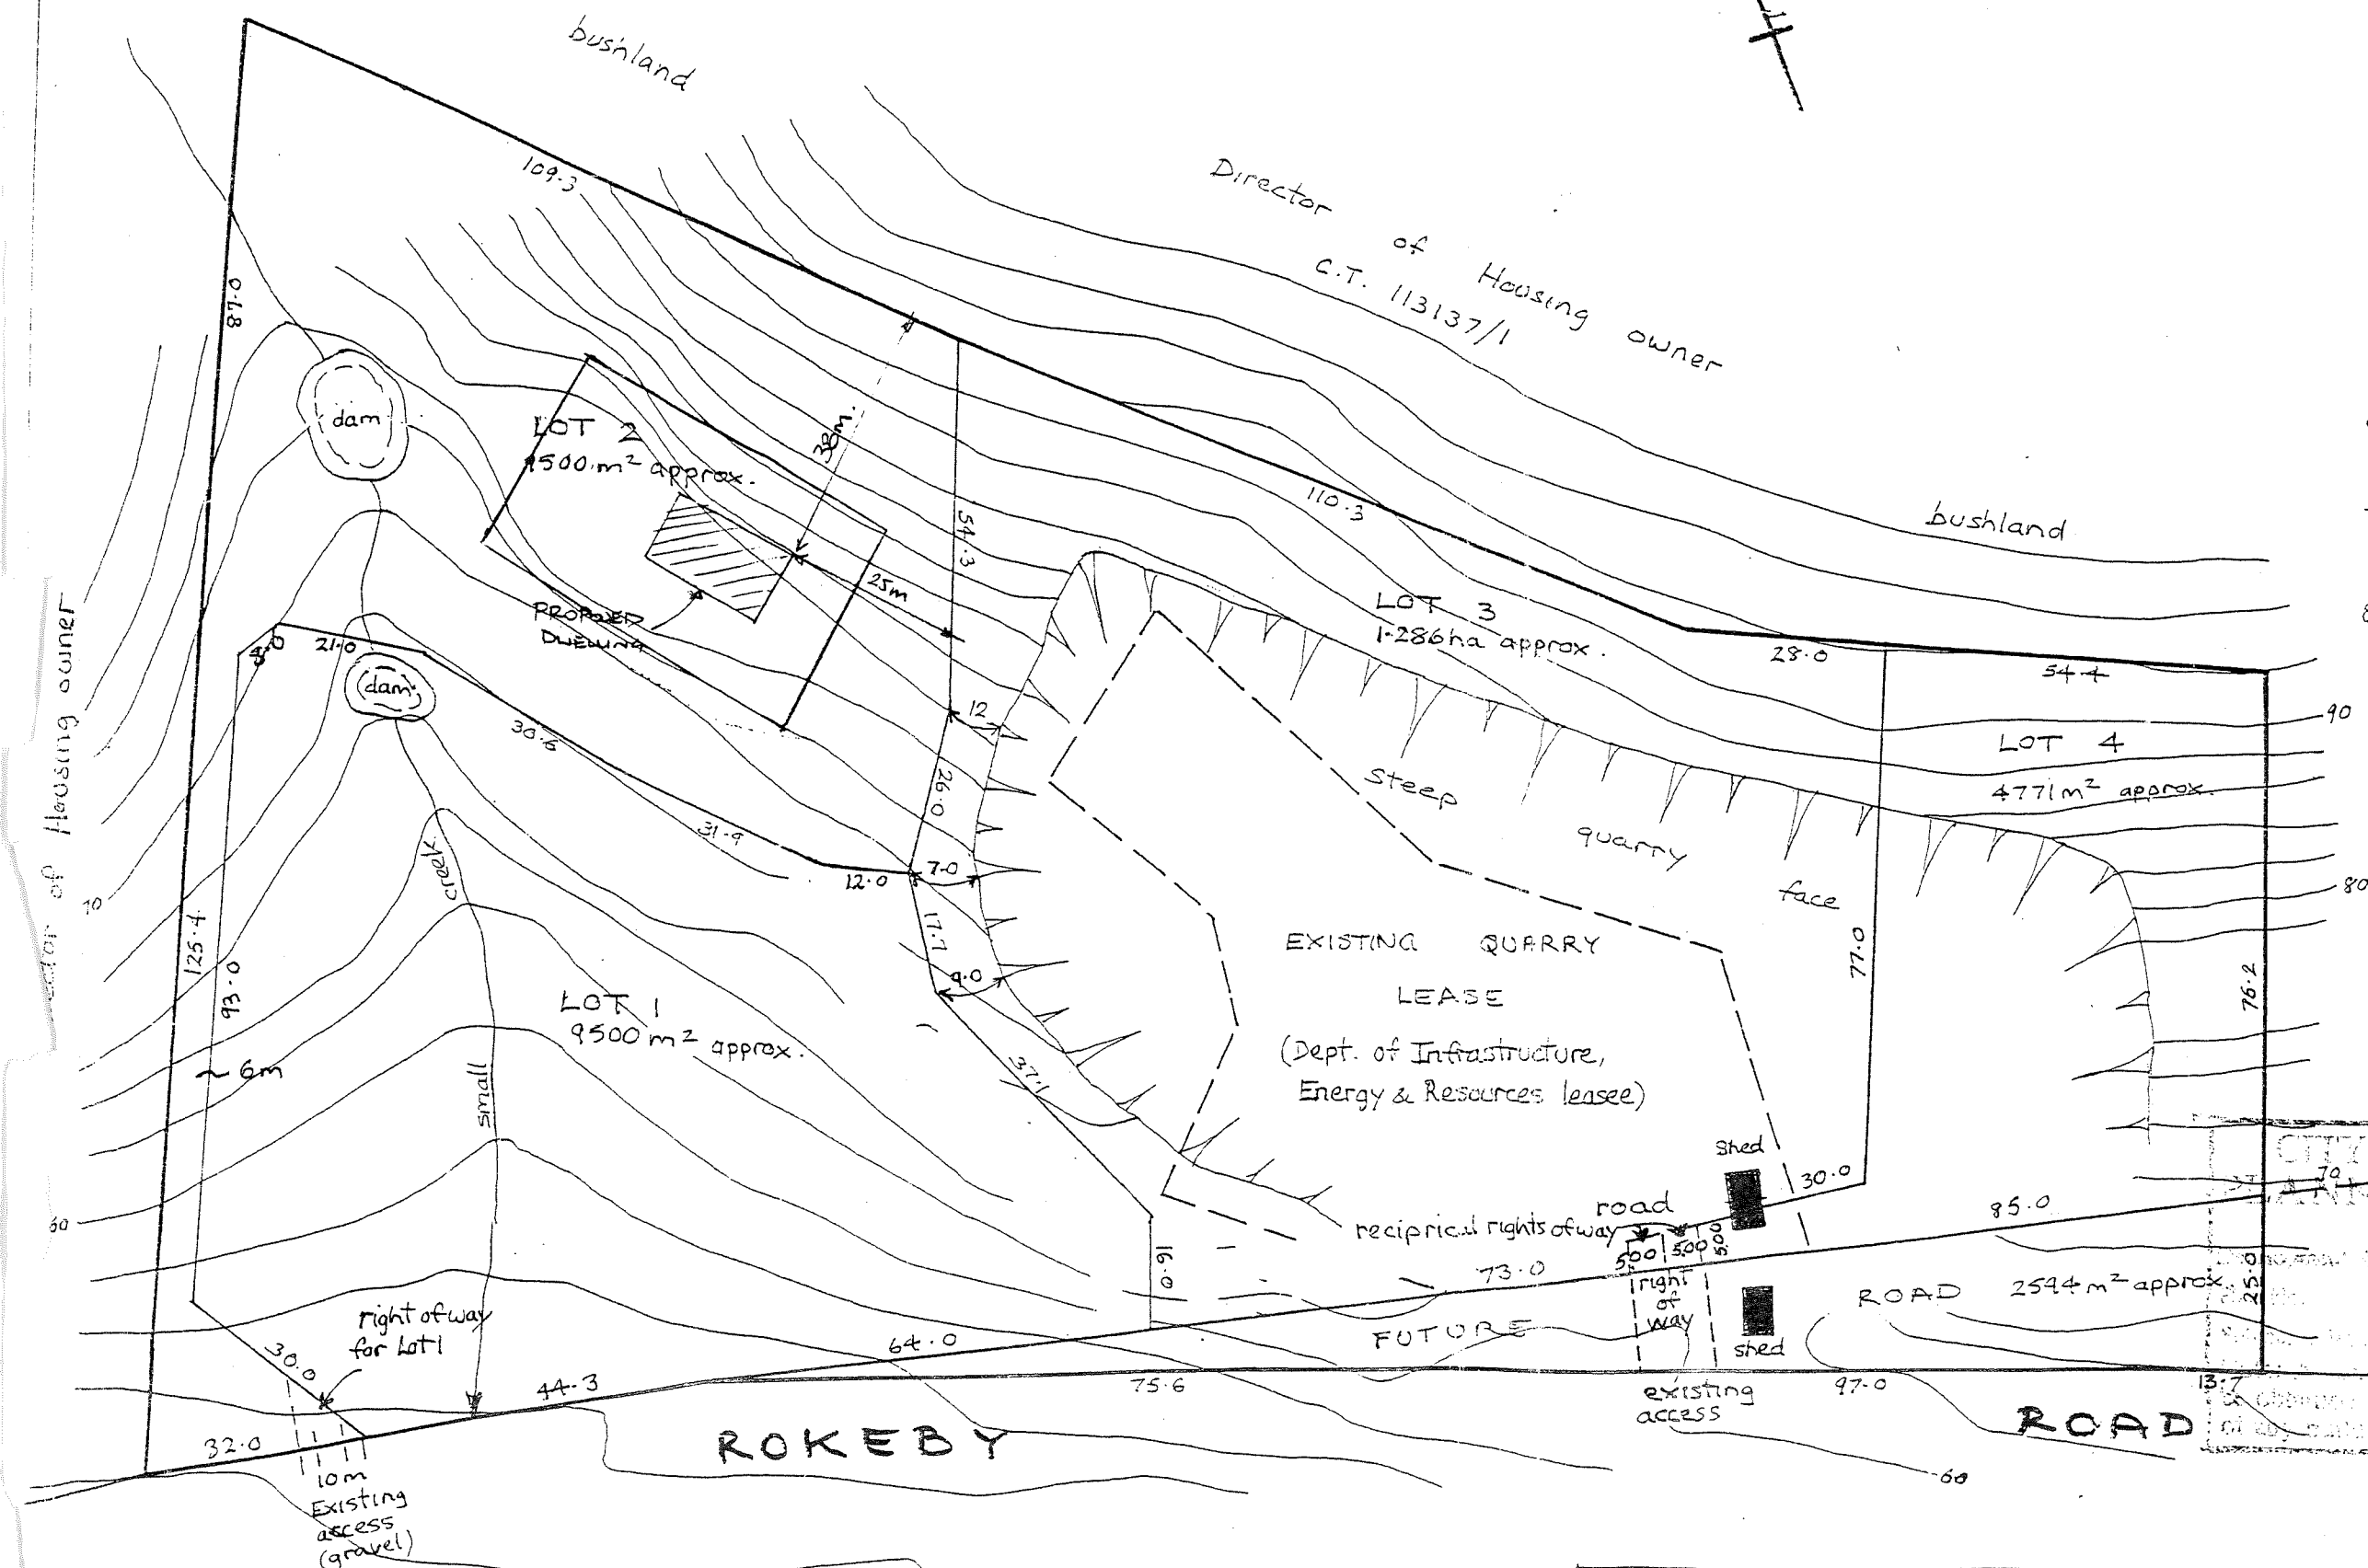 bushland
109.3
Director
of
Housing
owner
C.T. 113137/1
87.0
dam
LOT 2
9500 m² approx.
38m.
54.3
25m
PROPOSED
DWELLING
110.3
bushland
LOT 3
1.286ha approx.
28.0
54.4
90
LOT 4
4771m² approx.
80
of Housing owner
21.0
dam
30.6
31.9
12.0
12
26.0
7.0
17.7
9.0
37.1
16.0
steep
quarry
face
EXISTING QUARRY
LEASE
(Dept. of Infrastructure,
Energy & Resources leasee)
77.0
76.2
70
125.4
93.0
~ 6m
small
creek
LOT 1
9500 m² approx.
60
shed
road
30.0
reciprical rights of way
5.00
5.00
5.00
85.0
70
73.0
right
of
way
right of way
for Lot 1
30.0
64.0
FUTURE
ROAD
2594 m² approx.
25.0
shed
44.3
75.6
existing
access
97.0
13.7
32.0
ROKEBY
ROAD
60
10m
Existing
access
(gravel)
CITY